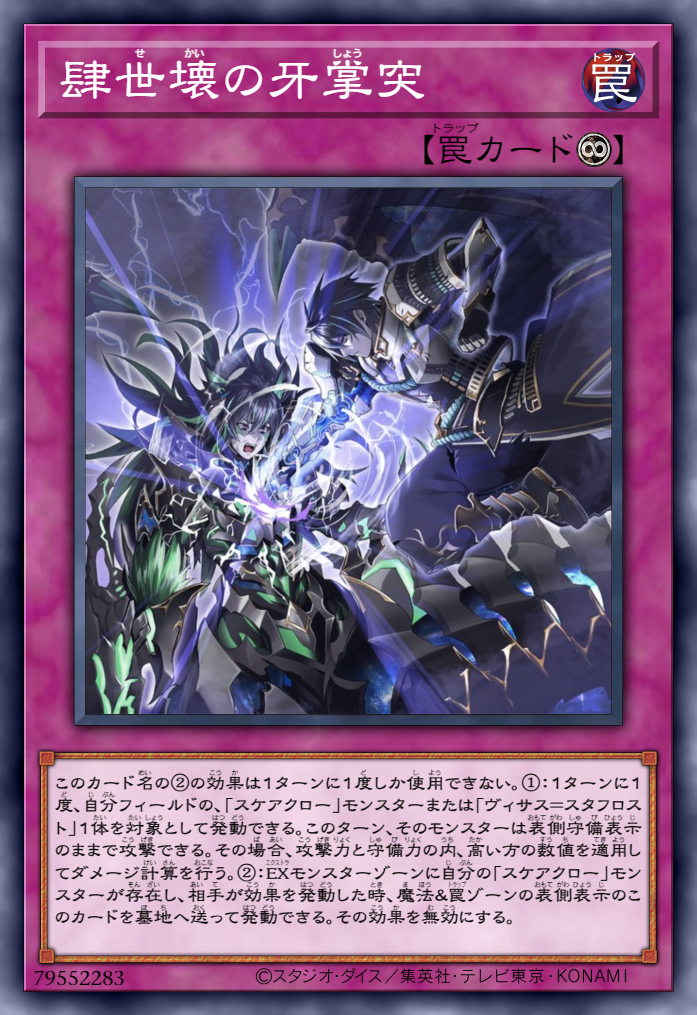 肆世壊の牙掌突
罠
【罠カード】
このカード名の②の効果は1ターンに1度しか使用できない。①:1ターンに1
度、自分フィールドの、「スケアクロー」モンスターまたは「ヴィサス=スタフロス
ト」1体を対象として発動できる。このターン、そのモンスターは表側守備表示
のままで攻撃できる。その場合、攻撃力と守備力の内、高い方の数値を適用し
てダメージ計算を行う。②:EXモンスターゾーンに自分の「スケアクロー」モン
スターが存在し、相手が効果を発動した時、魔法&罠ゾーンの表側表示のこ
のカードを墓地へ送って発動できる。その効果を無効にする。
79552283 ©スタジオ・ダイス/集英社・テレビ東京・KONAMI